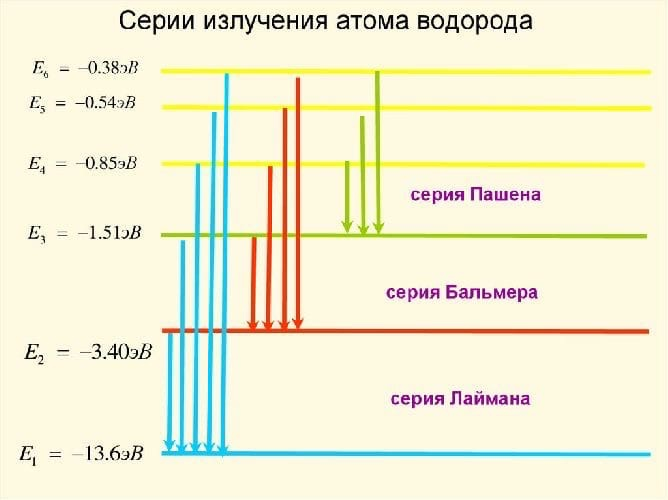 Серии излучения атома водорода
E₆ = –0.38эВ
E₅ = –0.54эВ
E₄ = –0.85эВ
серия Пашена
E₃ = –1.51эВ
серия Бальмера
E₂ = –3.40эВ
серия Лаймана
E₁ = –13.6эВ